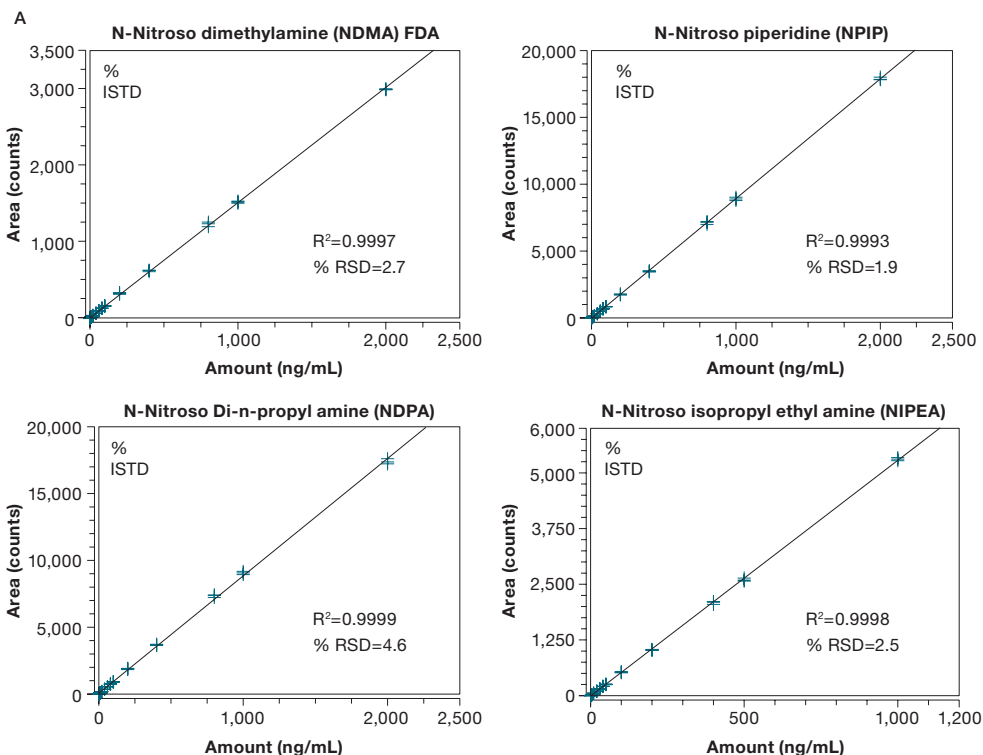 A
N-Nitroso dimethylamine (NDMA) FDA
%
ISTD
3,500
3,000
2,000
1,000
0
Area (counts)
R²=0.9997
% RSD=2.7
0
1,000
2,000
2,500
Amount (ng/mL)
N-Nitroso piperidine (NPIP)
%
ISTD
20,000
15,000
10,000
5,000
0
Area (counts)
R²=0.9993
% RSD=1.9
0
1,000
2,000
2,500
Amount (ng/mL)
N-Nitroso Di-n-propyl amine (NDPA)
%
ISTD
20,000
15,000
10,000
5,000
0
Area (counts)
R²=0.9999
% RSD=4.6
0
1,000
2,000
2,500
Amount (ng/mL)
N-Nitroso isopropyl ethyl amine (NIPEA)
%
ISTD
6,000
5,000
3,750
2,500
1,250
0
Area (counts)
R²=0.9998
% RSD=2.5
0
500
1,000
1,200
Amount (ng/mL)